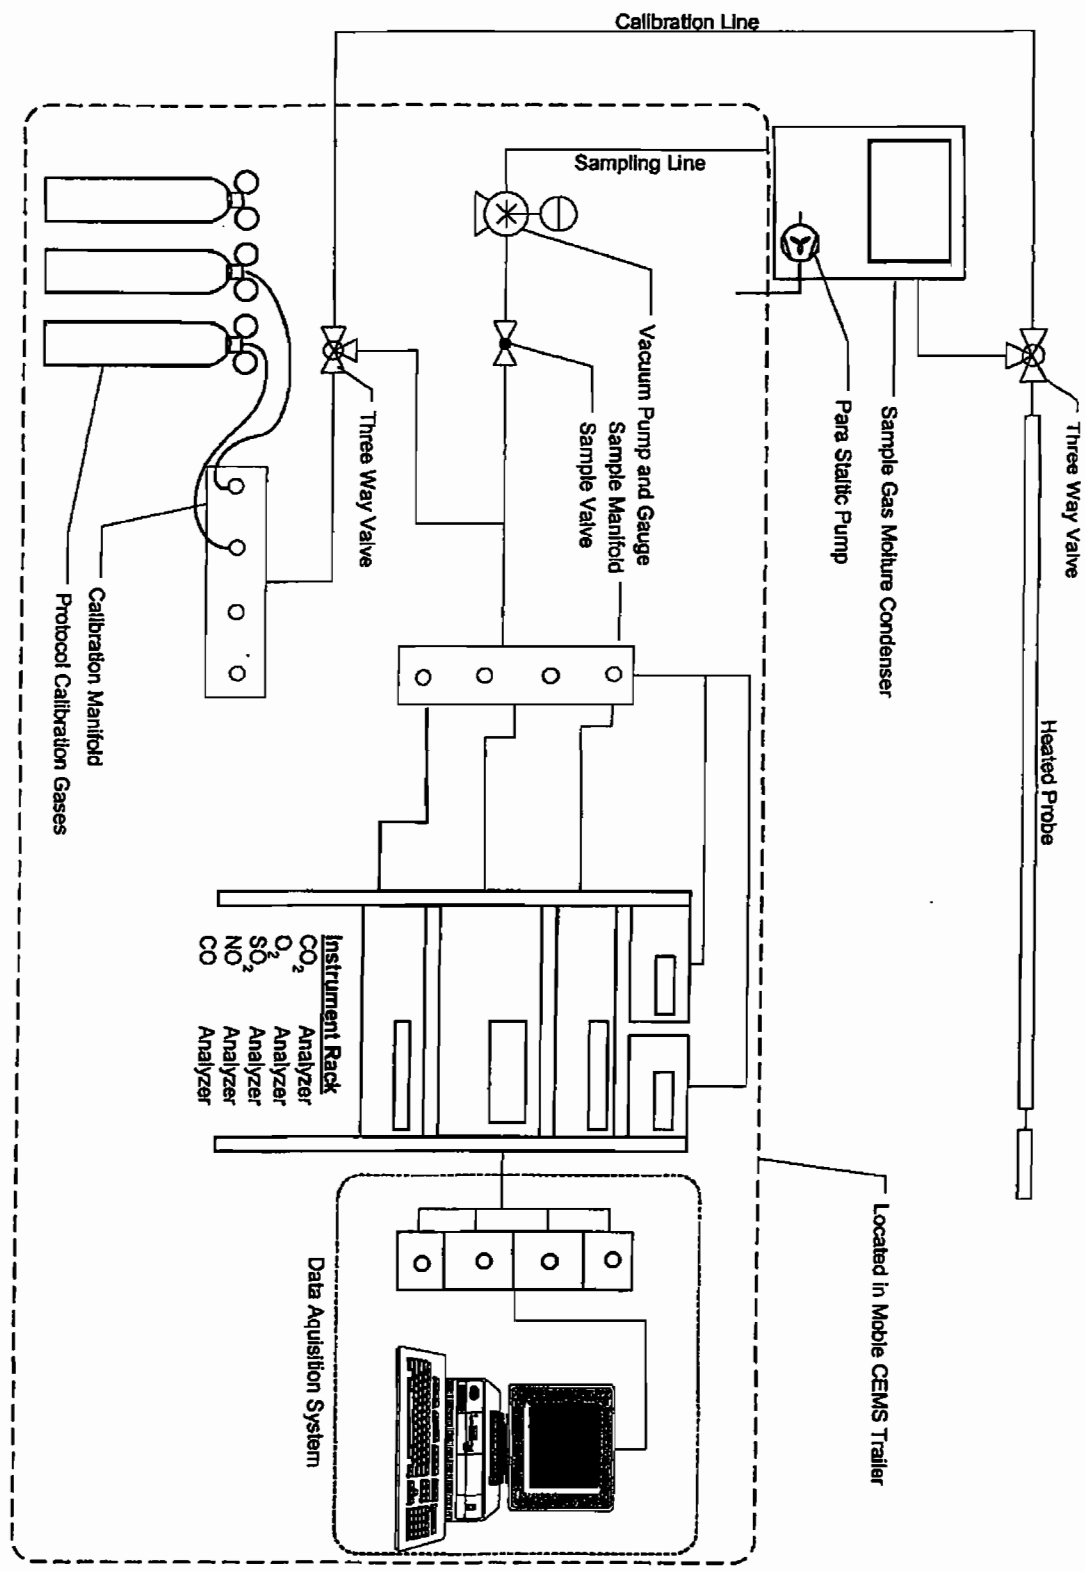 Calibration Line
Sampling Line
Three Way Valve
Sample Gas Moiture Condenser
Para Staltic Pump
Vacuum Pump and Gauge
Sample Manifold
Sample Valve
Three Way Valve
Calibration Manifold
Protocol Calibration Gases
Heated Probe
Instrument Rack
CO2 Analyzer
O2 Analyzer
SO2 Analyzer
NO2 Analyzer
CO Analyzer
Located in Moble CEMS Trailer
Data Aquisition System